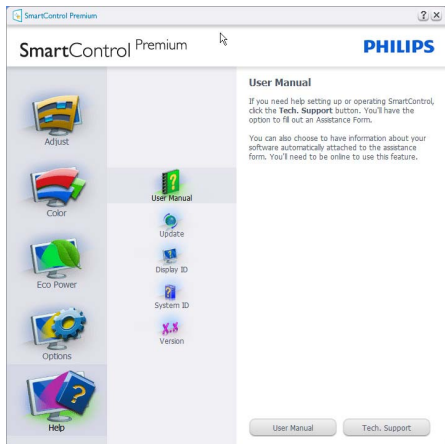 SmartControl Premium
SmartControl Premium
PHILIPS
Adjust
Color
Eco Power
Options
Help
User Manual
Update
Display ID
System ID
X.X
Version
User Manual
If you need help setting up or operating SmartControl,
click the Tech. Support button. You'll have the
option to fill out an Assistance Form.
You can also choose to have information about your
software automatically attached to the assistance
form. You'll need to be online to use this feature.
User Manual
Tech. Support